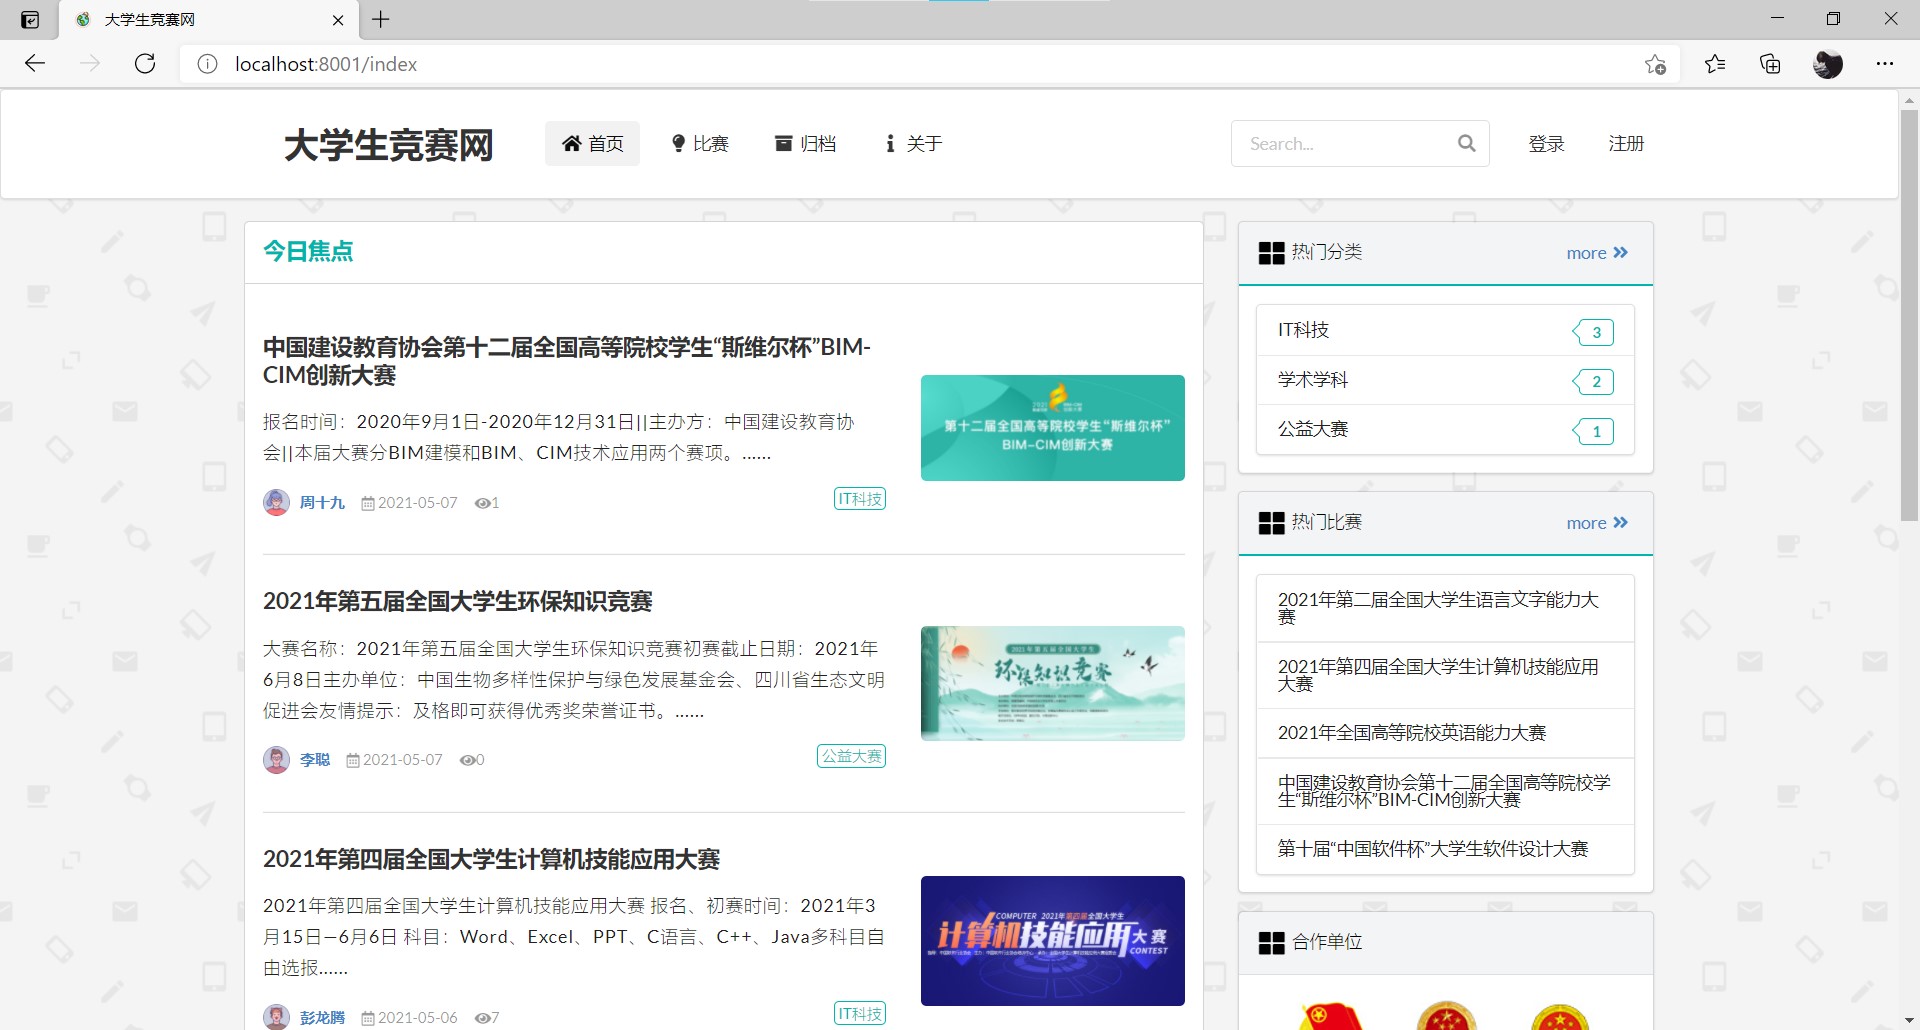 大学生竞赛网
localhost:8001/index
大学生竞赛网
首页
比赛
归档
关于
Search...
登录
注册
今日焦点
中国建设教育协会第十二届全国高等院校学生“斯维尔杯”BIM-
CIM创新大赛
报名时间：2020年9月1日-2020年12月31日||主办方：中国建设教育协
会||本届大赛分BIM建模和BIM、CIM技术应用两个赛项。......
周十九
2021-05-07
1
IT科技
第十二届全国高等院校学生“斯维尔杯”
BIM-CIM创新大赛
2021年第五届全国大学生环保知识竞赛
大赛名称：2021年第五届全国大学生环保知识竞赛初赛截止日期：2021年
6月8日主办单位：中国生物多样性保护与绿色发展基金会、四川省生态文明
促进会友情提示：及格即可获得优秀奖荣誉证书。......
李聪
2021-05-07
0
公益大赛
2021年第五届全国大学生
环保知识竞赛
2021年第四届全国大学生计算机技能应用大赛
2021年第四届全国大学生计算机技能应用大赛 报名、初赛时间：2021年3
月15日—6月6日 科目：Word、Excel、PPT、C语言、C++、Java多科目自
由选报......
彭龙腾
2021-05-06
7
IT科技
COMPUTER 2021年第四届全国大学生
计算机技能应用大赛
CONTEST
热门分类
more
IT科技
3
学术学科
2
公益大赛
1
热门比赛
more
2021年第二届全国大学生语言文字能力大
赛
2021年第四届全国大学生计算机技能应用
大赛
2021年全国高等院校英语能力大赛
中国建设教育协会第十二届全国高等院校学
生“斯维尔杯”BIM-CIM创新大赛
第十届“中国软件杯”大学生软件设计大赛
合作单位